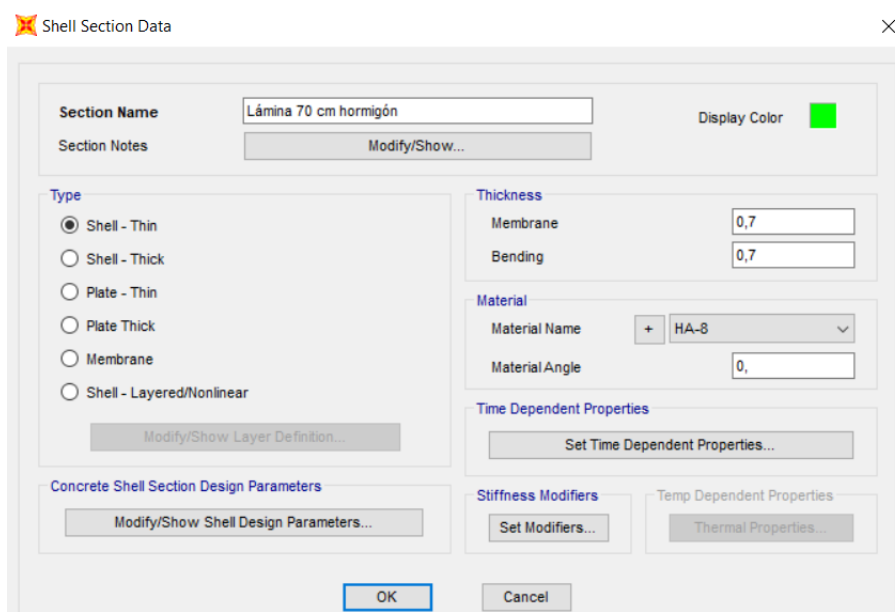 Shell Section Data
Section Name
Lámina 70 cm hormigón
Display Color
Section Notes
Modify/Show...
Type
Shell - Thin
Shell - Thick
Plate - Thin
Plate Thick
Membrane
Shell - Layered/Nonlinear
Modify/Show Layer Definition...
Thickness
Membrane
0,7
Bending
0,7
Material
Material Name
+
HA-8
Material Angle
0,
Time Dependent Properties
Set Time Dependent Properties...
Concrete Shell Section Design Parameters
Modify/Show Shell Design Parameters...
Stiffness Modifiers
Set Modifiers...
Temp Dependent Properties
Thermal Properties...
OK
Cancel